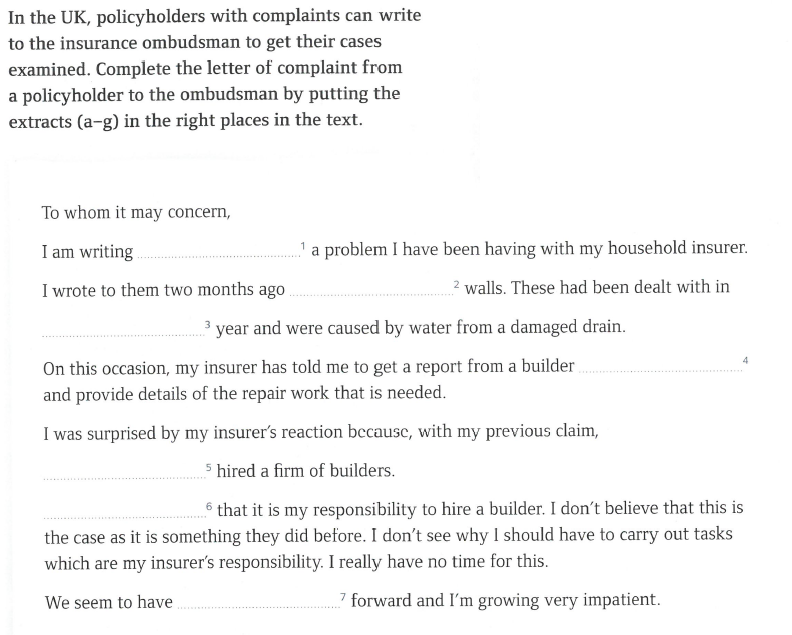 In the UK, policyholders with complaints can write
to the insurance ombudsman to get their cases
examined. Complete the letter of complaint from
a policyholder to the ombudsman by putting the
extracts (a–g) in the right places in the text.
To whom it may concern,
I am writing ............................ ¹ a problem I have been having with my household insurer.
I wrote to them two months ago ............................ ² walls. These had been dealt with in
............................ ³ year and were caused by water from a damaged drain.
On this occasion, my insurer has told me to get a report from a builder ............................ ⁴
and provide details of the repair work that is needed.
I was surprised by my insurer's reaction because, with my previous claim,
............................ ⁵ hired a firm of builders.
............................ ⁶ that it is my responsibility to hire a builder. I don't believe that this is
the case as it is something they did before. I don't see why I should have to carry out tasks
which are my insurer's responsibility. I really have no time for this.
We seem to have ............................ ⁷ forward and I'm growing very impatient.